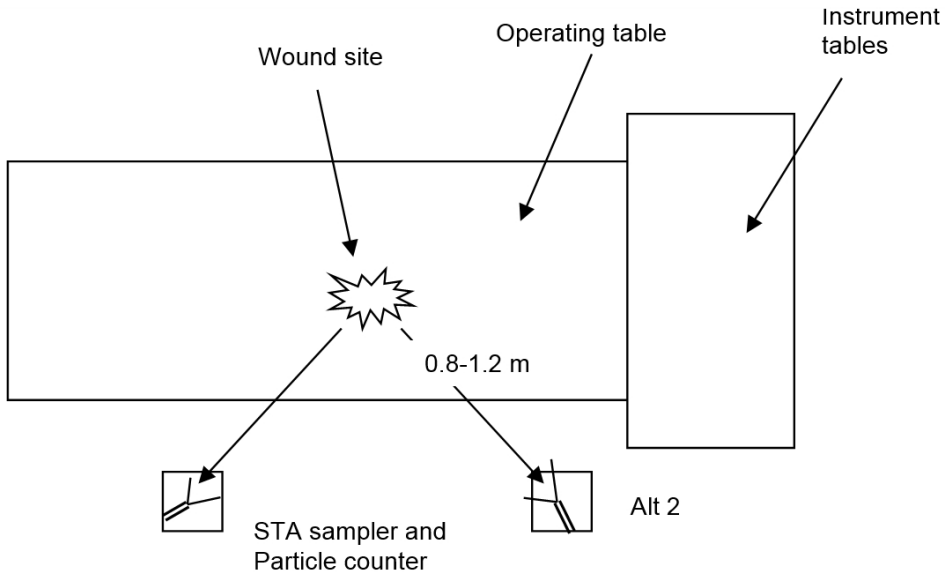 Instrument
tables
Operating table
Wound site
0.8-1.2 m
Alt 2
STA sampler and
Particle counter